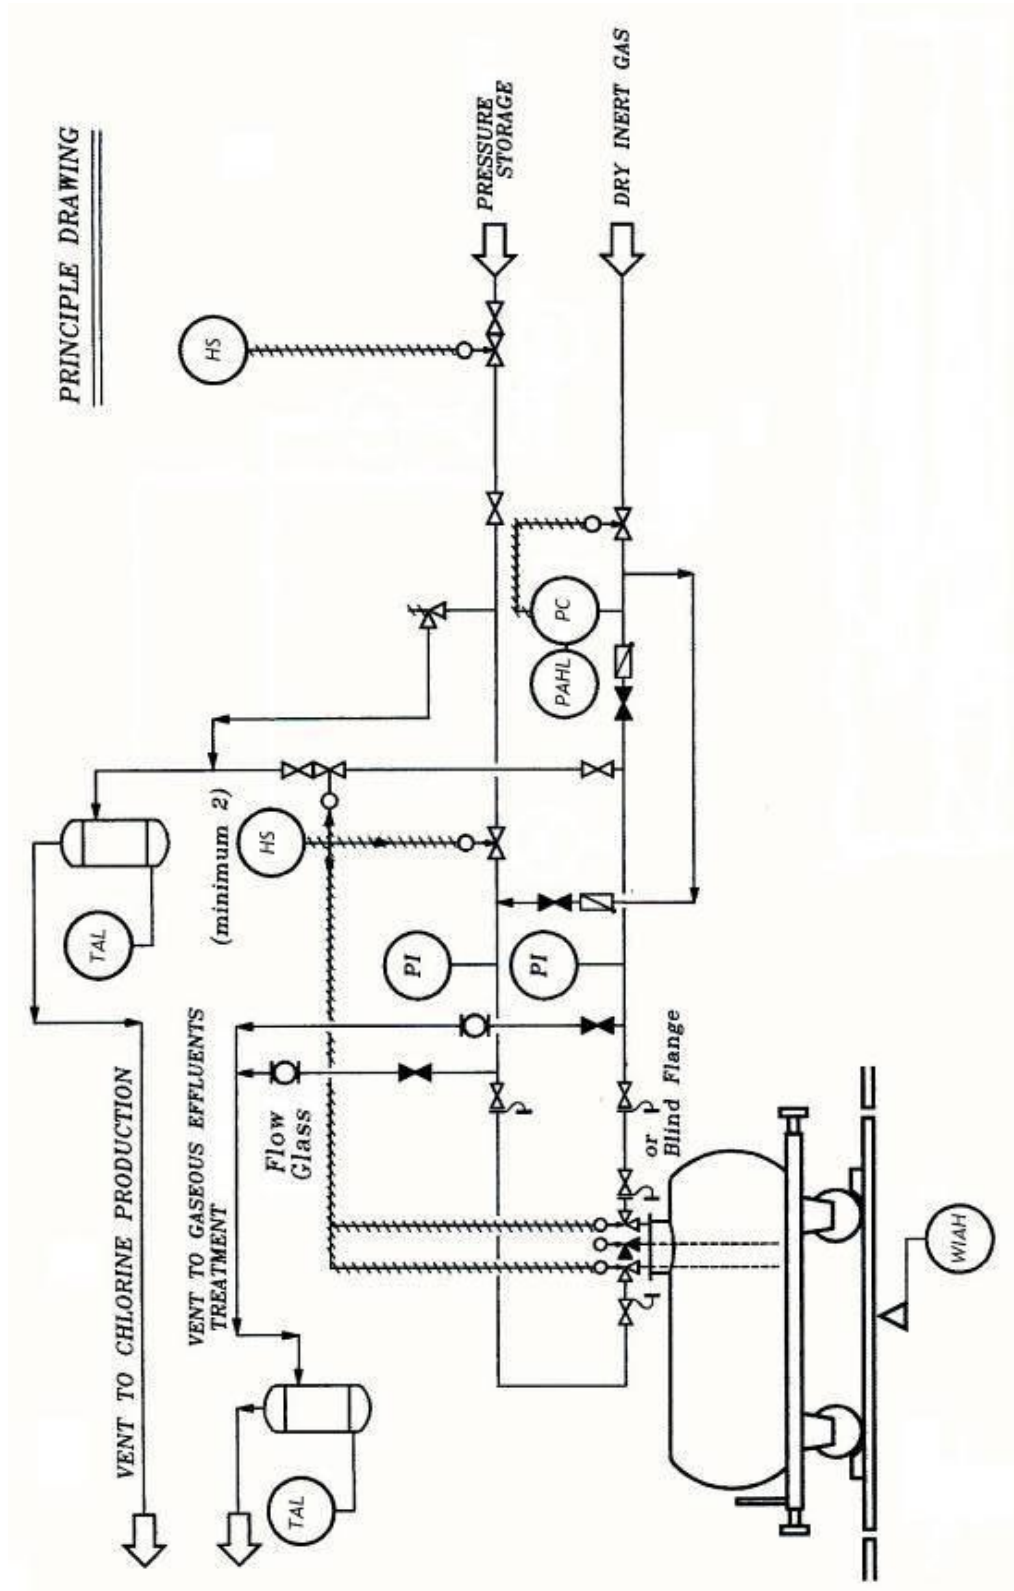 PRINCIPLE DRAWING
PRESSURE
STORAGE
DRY INERT GAS
HS
PC
PAHL
TAL
(minimum 2)
HS
PI
PI
VENT TO CHLORINE PRODUCTION
VENT TO GASEOUS EFFLUENTS
TREATMENT
Flow
Glass
or
Blind Flange
TAL
WIAH